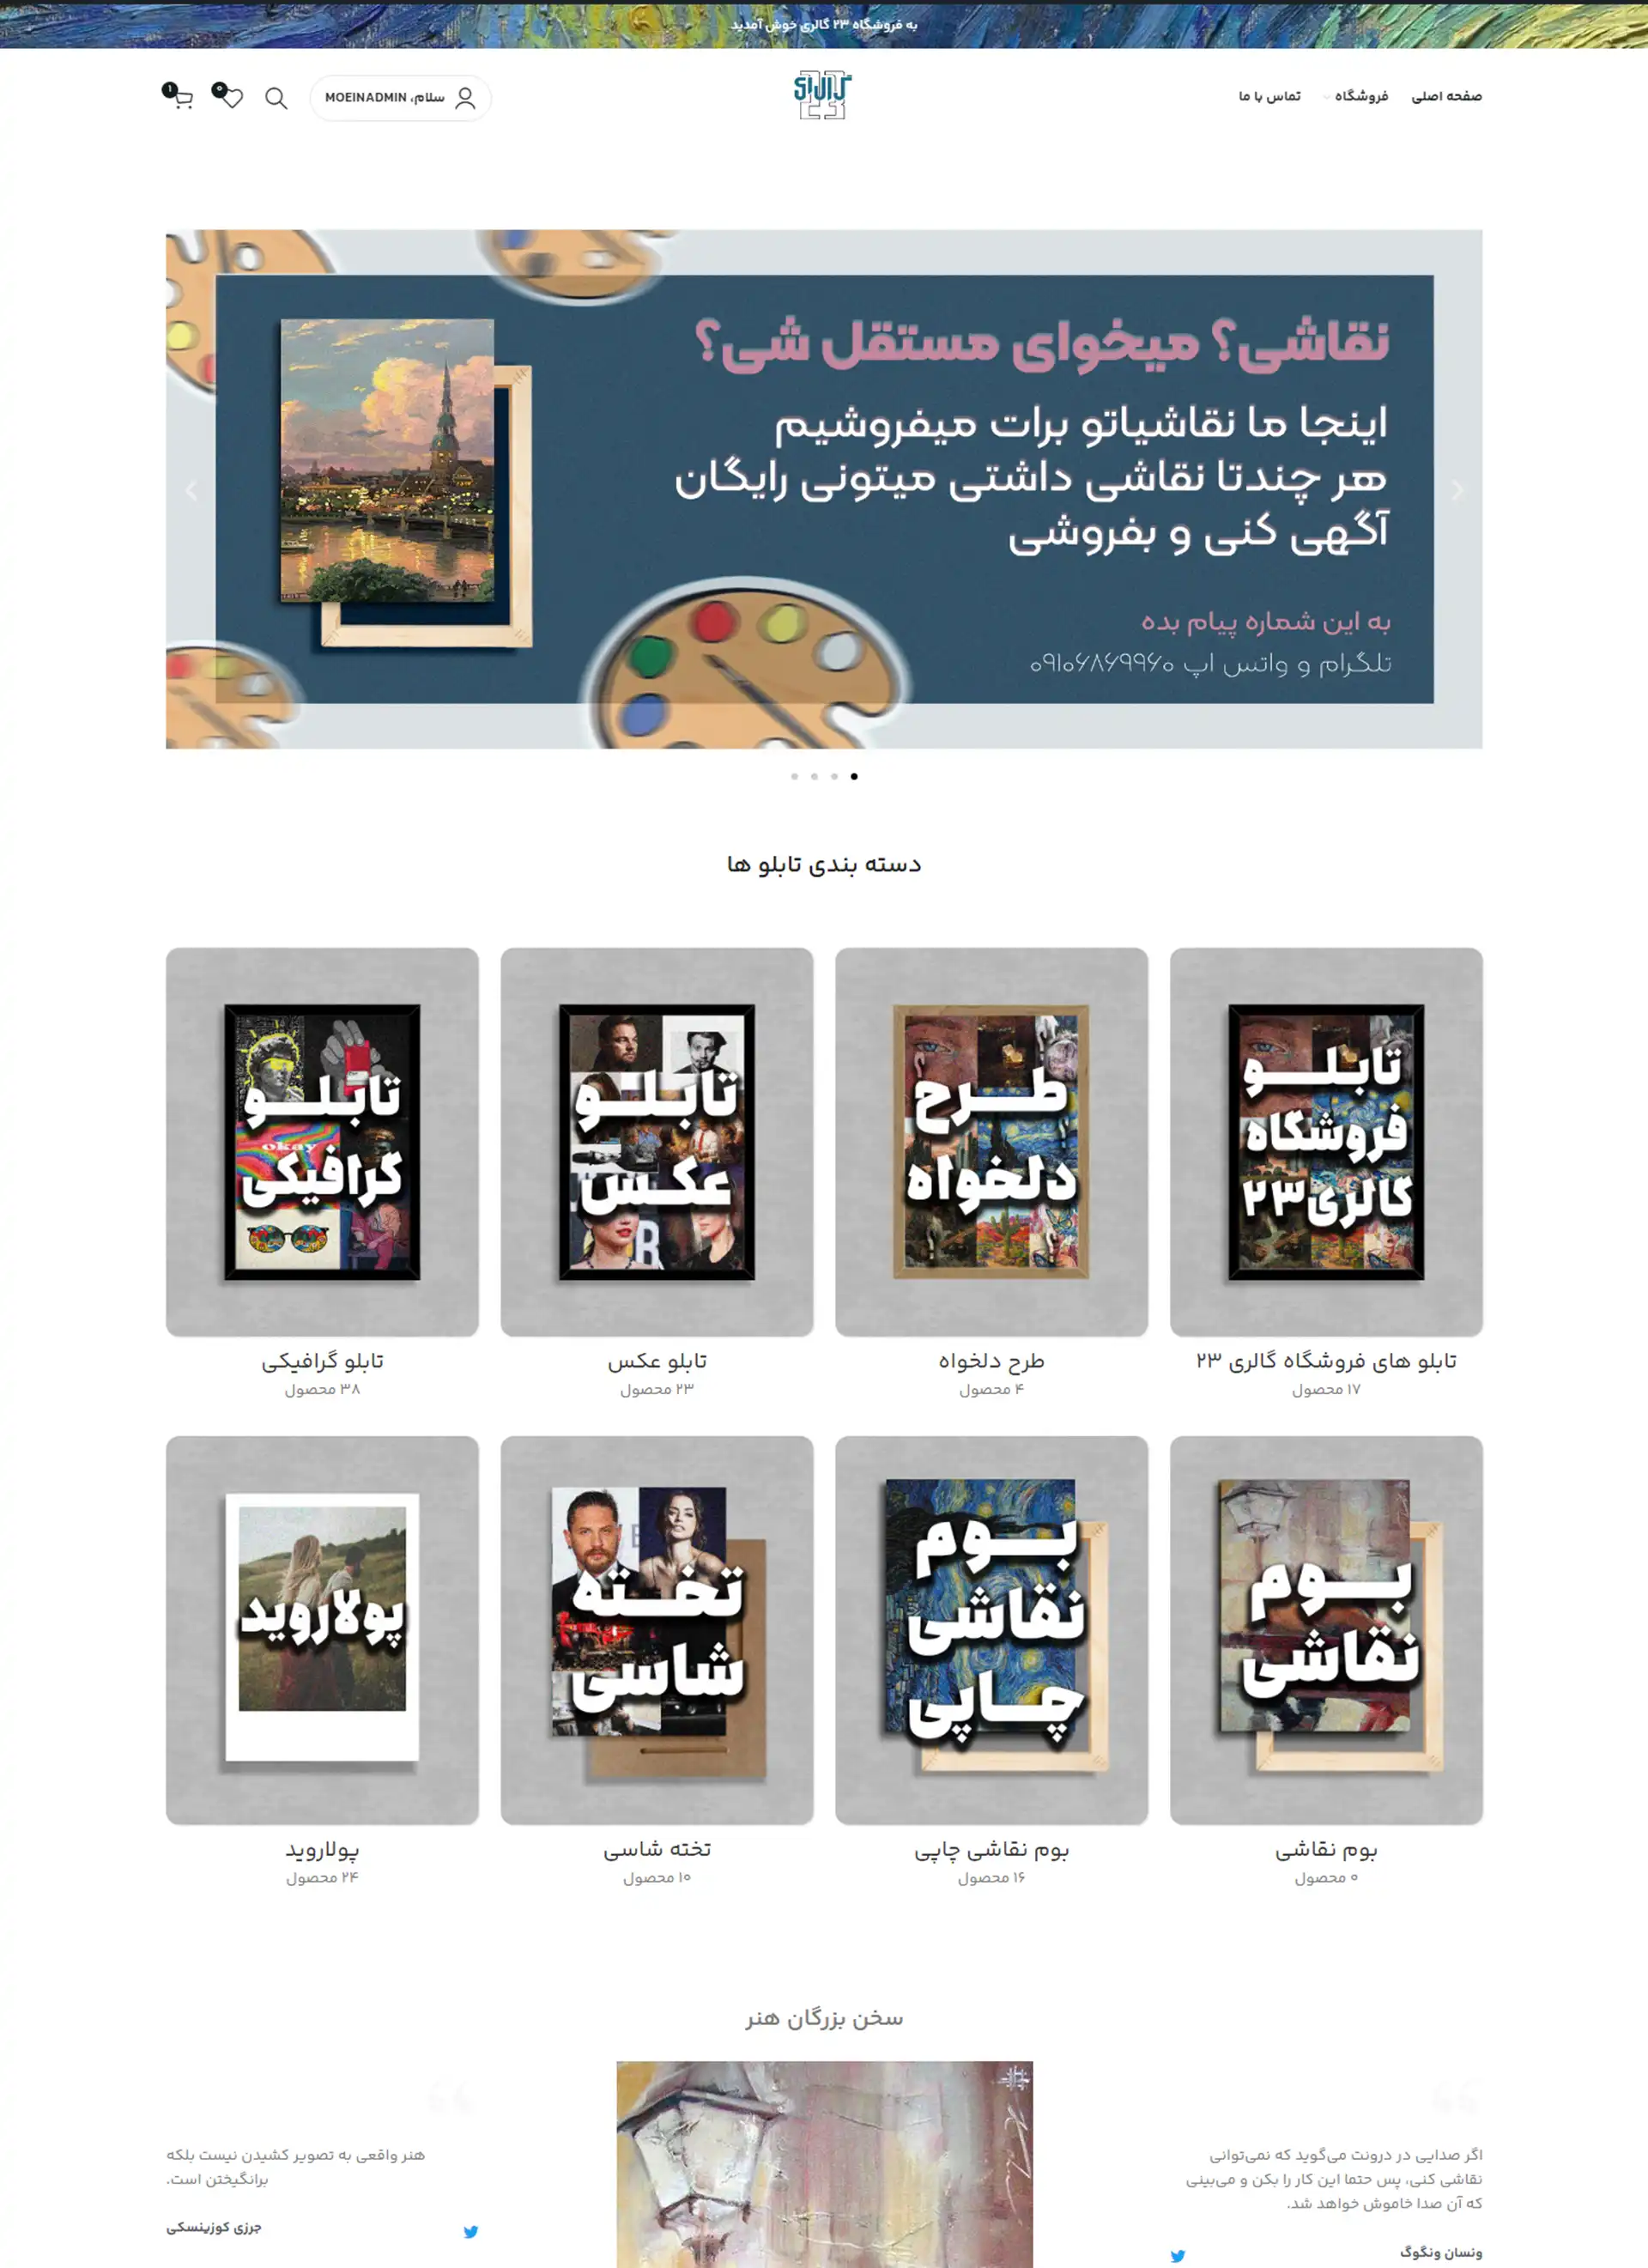 به فروشگاه ۲۳ گالری خوش آمدید
صفحه اصلی
فروشگاه
تماس با ما
گالری
23
سلام، MOEINADMIN
۰
۱
نقاشی؟ میخوای مستقل شی؟
اینجا ما نقاشیاتو برات میفروشیم
هر چندتا نقاشی داشتی میتونی رایگان
آگهی کنی و بفروشی
به این شماره پیام بده
تلگرام و واتس اپ ۰۹۱۰۶۸۶۹۹۶۰
دسته بندی تابلو ها
تابلو
فروشگاه
گالری۲۳
تابلو های فروشگاه گالری ۲۳
۱۷ محصول
طرح
دلخواه
طرح دلخواه
۴ محصول
تابلو
عکس
تابلو عکس
۲۳ محصول
تابلو
okay
گرافیکی
تابلو گرافیکی
۳۸ محصول
بوم
نقاشی
بوم نقاشی
۰ محصول
بوم
نقاشی
چاپی
بوم نقاشی چاپی
۱۶ محصول
تخته
شاسی
تخته شاسی
۱۰ محصول
پولاروید
پولاروید
۲۴ محصول
سخن بزرگان هنر
اگر صدایی در درونت می‌گوید که نمی‌توانی
نقاشی کنی، پس حتما این کار را بکن و می‌بینی
که آن صدا خاموش خواهد شد.
ونسان ونگوگ
هنر واقعی به تصویر کشیدن نیست بلکه
برانگیختن است.
جرزی کوزینسکی